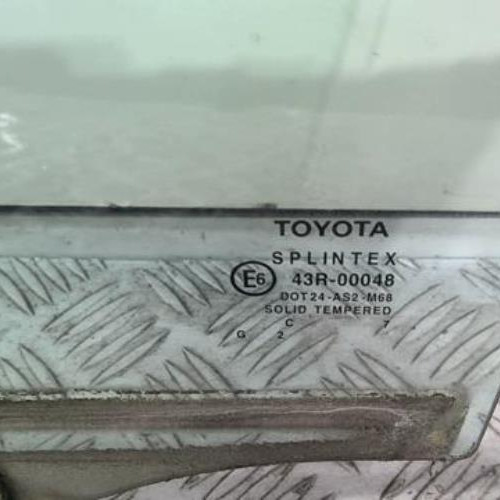 TOYOTA
SPLINTEX
E6 43R-00048
DOT24-AS2-M68
SOLID TEMPERED
C 7
G 2